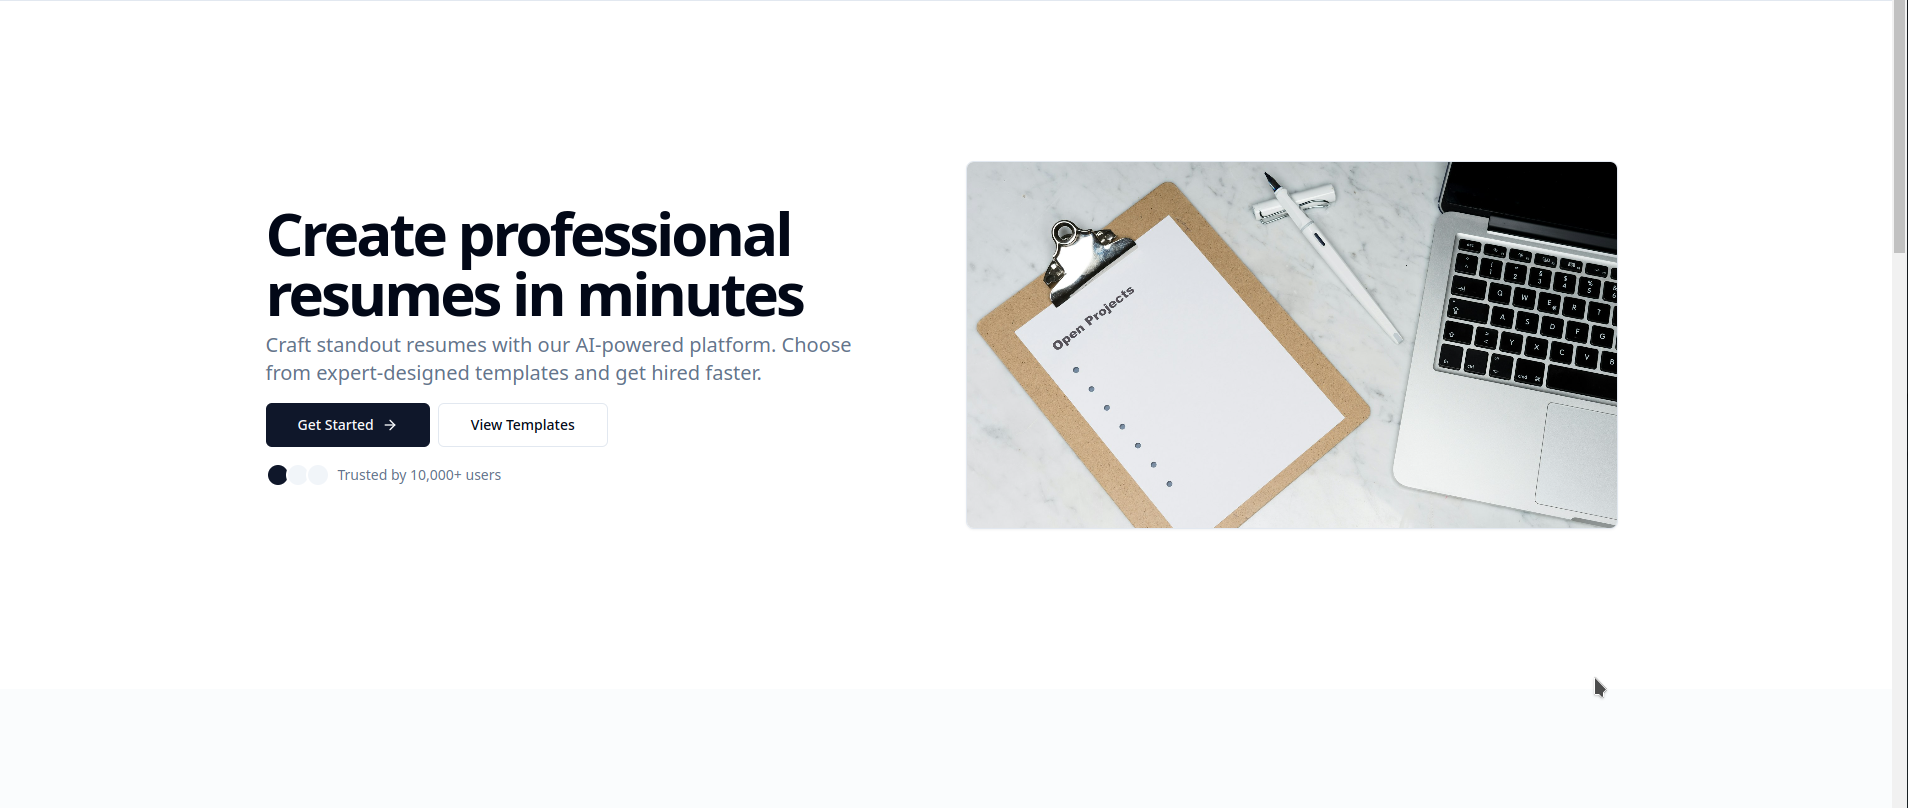 Create professional
resumes in minutes
Craft standout resumes with our AI-powered platform. Choose
from expert-designed templates and get hired faster.
Get Started
View Templates
Trusted by 10,000+ users
Open Projects